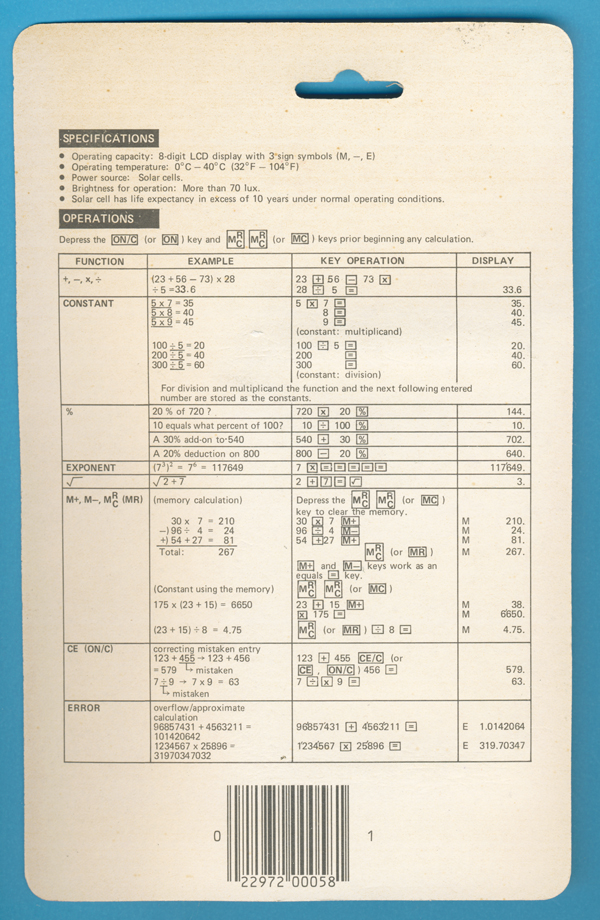 SPECIFICATIONS
● Operating capacity: 8-digit LCD display with 3 sign symbols (M, −, E)
● Operating temperature: 0°C – 40°C (32°F – 104°F)
● Power source: Solar cells.
● Brightness for operation: More than 70 lux.
● Solar cell has life expectancy in excess of 10 years under normal operating conditions.
OPERATIONS
Depress the ON/C (or ON ) key and MRC MRC (or MC ) keys prior beginning any calculation.
FUNCTION EXAMPLE KEY OPERATION DISPLAY
+, −, x, ÷ (23 + 56 − 73) x 28 23 + 56 − 73 x
÷ 5 = 33.6 28 ÷ 5 = 33.6
CONSTANT 5 x 7 = 35 5 x 7 = 35.
5 x 8 = 40 8 = 40.
5 x 9 = 45 9 = 45.
(constant: multiplicand)
100 ÷ 5 = 20 100 ÷ 5 = 20.
200 ÷ 5 = 40 200 = 40.
300 ÷ 5 = 60 300 = 60.
(constant: division)
For division and multiplicand the function and the next following entered
number are stored as the constants.
% 20 % of 720 ? 720 x 20 % 144.
10 equals what percent of 100? 10 ÷ 100 % 10.
A 30% add-on to 540 540 + 30 % 702.
A 20% deduction on 800 800 − 20 % 640.
EXPONENT (7³)² = 7⁶ = 117649 7 x = = = = = 117649.
√ √2 + 7 2 + 7 = √ 3.
M+, M−, MRC (MR) (memory calculation) Depress the MRC MRC (or MC )
key to clear the memory.
30 x 7 = 210 30 x 7 M+ M 210.
−) 96 ÷ 4 = 24 96 ÷ 4 M− M 24.
+) 54 + 27 = 81 54 + 27 M+ M 81.
Total: 267 MRC (or MR ) M 267.
M+ and M− keys work as an
equals = key.
(Constant using the memory) MRC MRC (or MC )
175 x (23 + 15) = 6650 23 + 15 M+ M 38.
x 175 = M 6650.
(23 + 15) ÷ 8 = 4.75 MRC (or MR ) ÷ 8 = M 4.75.
CE (ON/C) correcting mistaken entry
123 + 455 → 123 + 456 123 + 455 CE/C (or
= 579 mistaken CE , ON/C ) 456 = 579.
7 ÷ 9 → 7 x 9 = 63 7 ÷ x 9 = 63.
mistaken
ERROR overflow/approximate
calculation
96857431 + 4563211 = 96857431 + 4563211 = E 1.0142064
101420642
1234567 x 25896 = 1234567 x 25896 = E 319.70347
31970347032
0 1
22972 00058